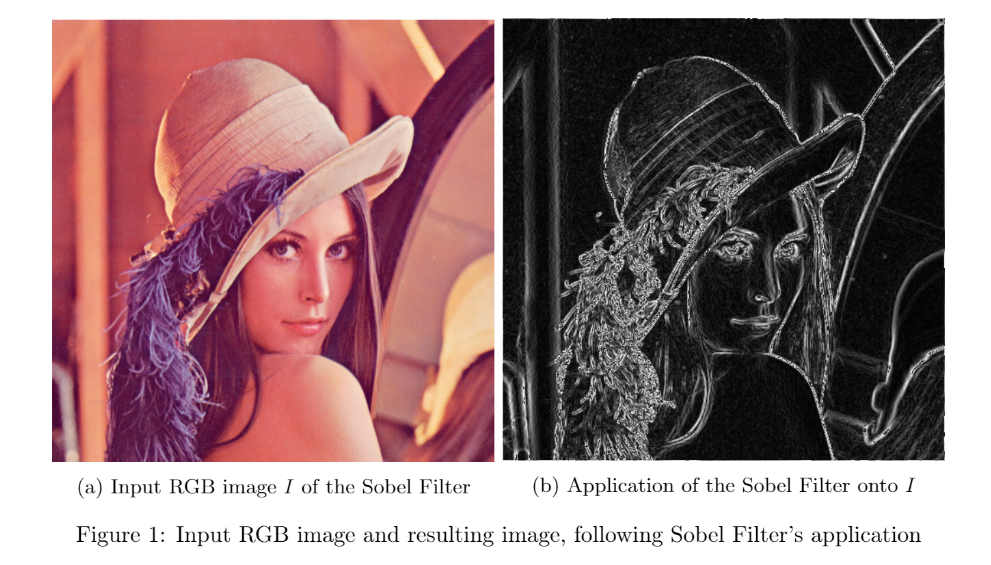 (a) Input RGB image I of the Sobel Filter
(b) Application of the Sobel Filter onto I
Figure 1: Input RGB image and resulting image, following Sobel Filter's application